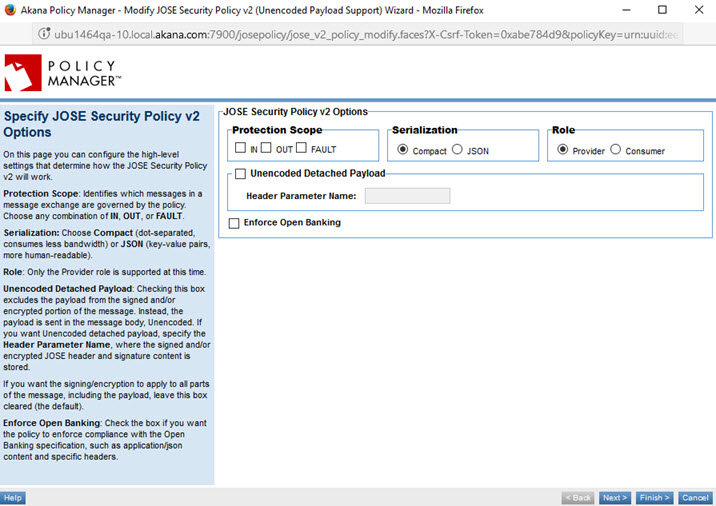 Akana Policy Manager - Modify JOSE Security Policy v2 (Unencoded Payload Support) Wizard - Mozilla Firefox
ubu1464qa-10.local.akana.com:7900/josepolicy/jose_v2_policy_modify.faces?X-Csrf-Token=0xabe784d9&policyKey=urn:uuid:
POLICY
MANAGER™
Specify JOSE Security Policy v2
Options
On this page you can configure the high-level
settings that determine how the JOSE Security Policy
v2 will work.
Protection Scope: Identifies which messages in a
message exchange are governed by the policy.
Choose any combination of IN, OUT, or FAULT.
Serialization: Choose Compact (dot-separated,
consumes less bandwidth) or JSON (key-value pairs,
more human-readable).
Role: Only the Provider role is supported at this time.
Unencoded Detached Payload: Checking this box
excludes the payload from the signed and/or
encrypted portion of the message. Instead, the
payload is sent in the message body, Unencoded. If
you want Unencoded detached payload, specify the
Header Parameter Name, where the signed and/or
encrypted JOSE header and signature content is
stored.
If you want the signing/encryption to apply to all parts
of the message, including the payload, leave this box
cleared (the default).
Enforce Open Banking: Check the box if you want
the policy to enforce compliance with the Open
Banking specification, such as application/json
content and specific headers.
JOSE Security Policy v2 Options
Protection Scope
IN OUT FAULT
Serialization
Compact JSON
Role
Provider Consumer
Unencoded Detached Payload
Header Parameter Name:
Enforce Open Banking
Help
< Back Next > Finish > Cancel